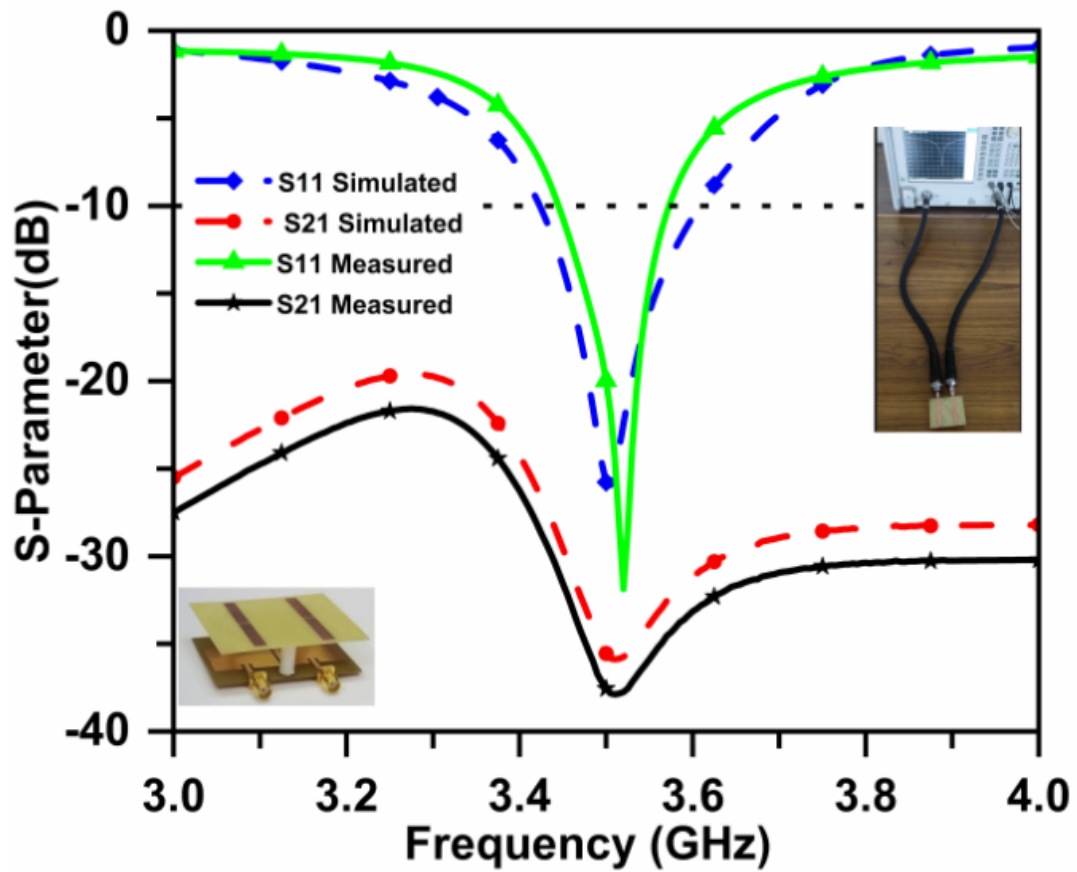 0
-10
-20
-30
-40
S-Parameter(dB)
S11 Simulated
S21 Simulated
S11 Measured
S21 Measured
3.0
3.2
3.4
3.6
3.8
4.0
Frequency (GHz)